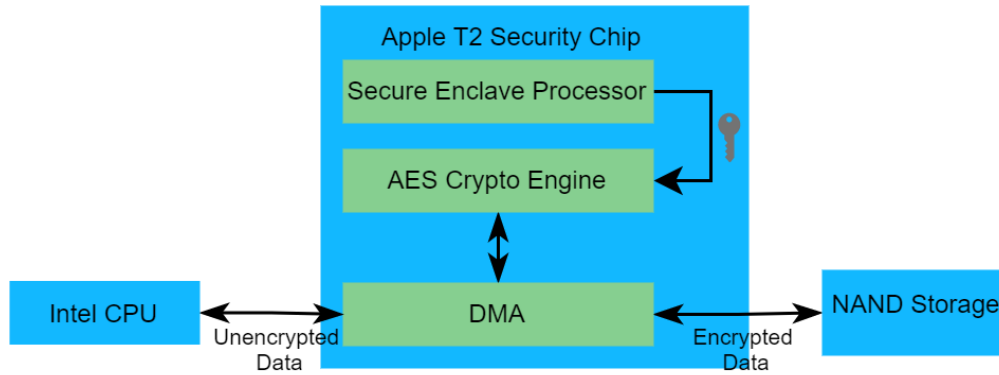 Apple T2 Security Chip
Secure Enclave Processor
AES Crypto Engine
Intel CPU
Unencrypted
Data
DMA
Encrypted
Data
NAND Storage